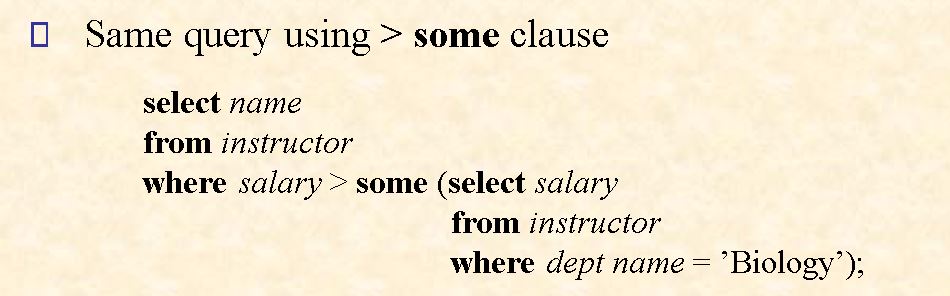 Same query using > some clause
select name
from instructor
where salary > some (select salary
from instructor
where dept name = ’Biology’);